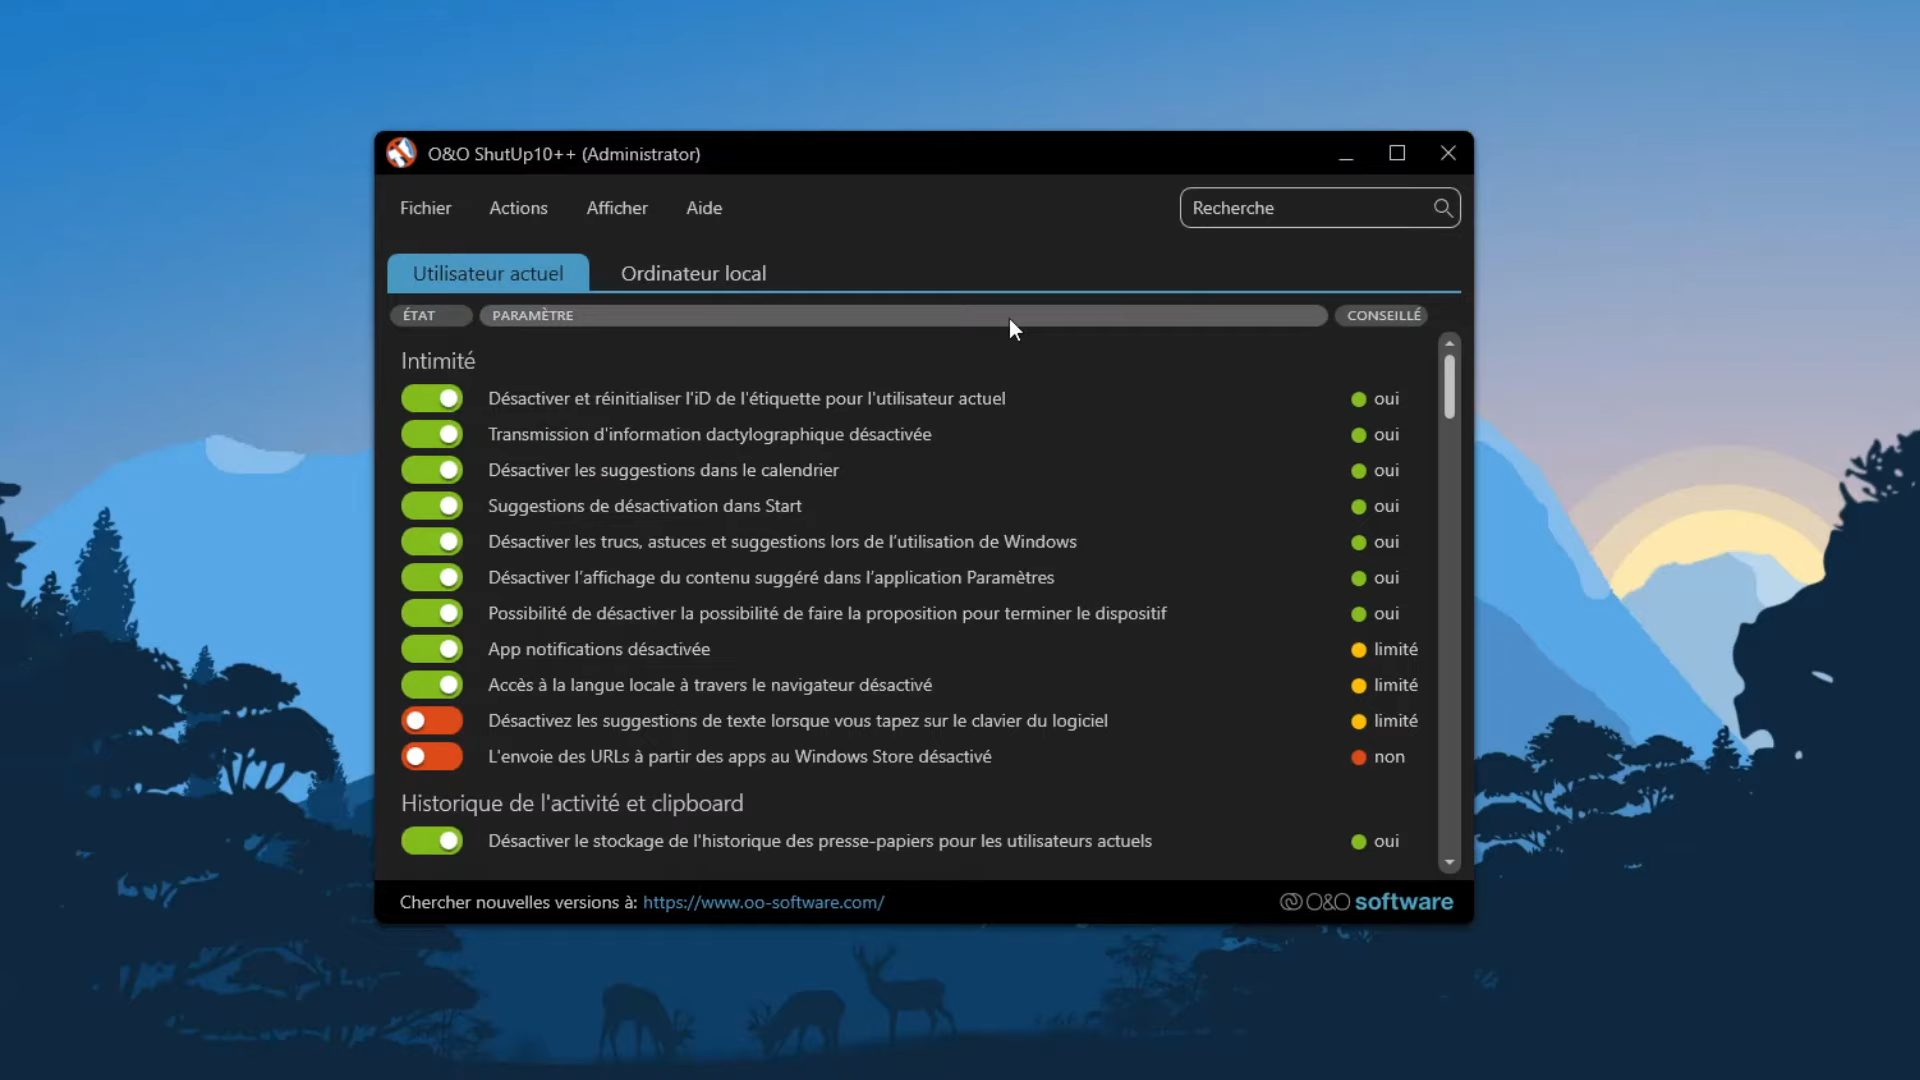 O&O ShutUp10++ (Administrator)
Fichier Actions Afficher Aide Recherche
Utilisateur actuel Ordinateur local
ÉTAT PARAMÈTRE CONSEILLÉ
Intimité
Désactiver et réinitialiser l'iD de l'étiquette pour l'utilisateur actuel oui
Transmission d'information dactylographique désactivée oui
Désactiver les suggestions dans le calendrier oui
Suggestions de désactivation dans Start oui
Désactiver les trucs, astuces et suggestions lors de l’utilisation de Windows oui
Désactiver l’affichage du contenu suggéré dans l’application Paramètres oui
Possibilité de désactiver la possibilité de faire la proposition pour terminer le dispositif oui
App notifications désactivée limité
Accès à la langue locale à travers le navigateur désactivé limité
Désactivez les suggestions de texte lorsque vous tapez sur le clavier du logiciel limité
L'envoie des URLs à partir des apps au Windows Store désactivé non
Historique de l'activité et clipboard
Désactiver le stockage de l'historique des presse-papiers pour les utilisateurs actuels oui
Chercher nouvelles versions à: https://www.oo-software.com/ O&O software